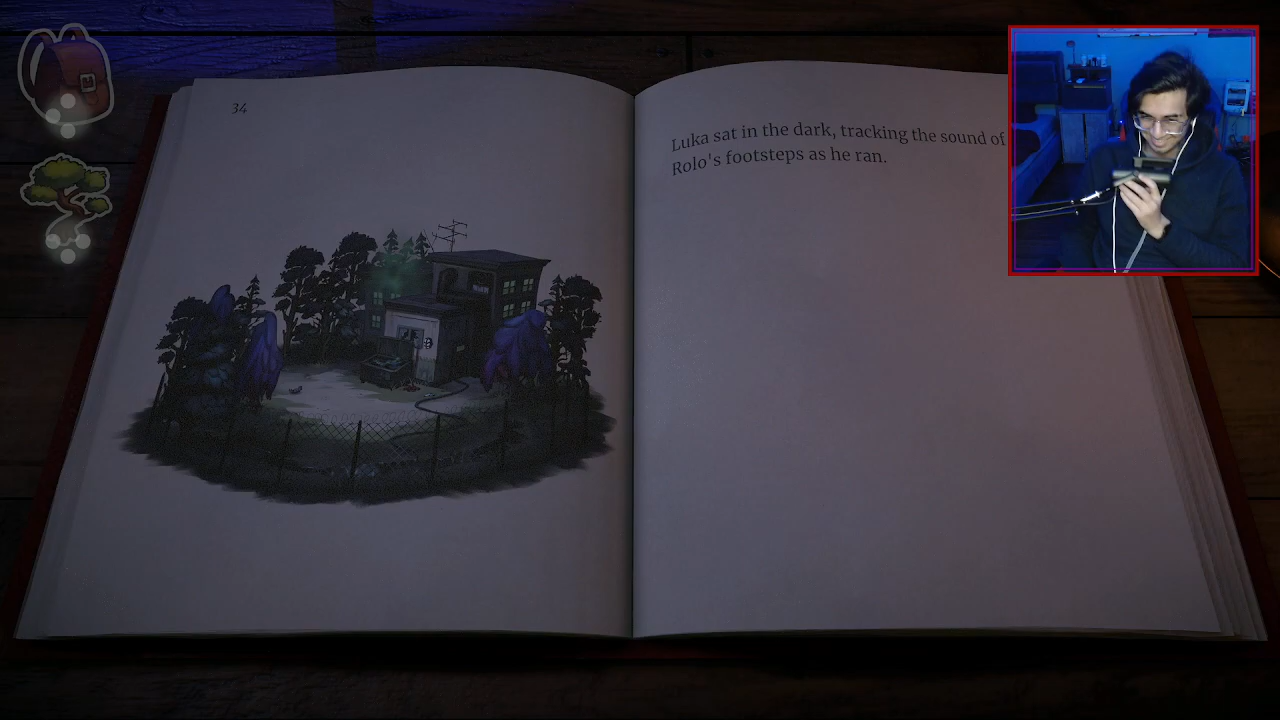 34
Luka sat in the dark, tracking the sound of
Rolo's footsteps as he ran.